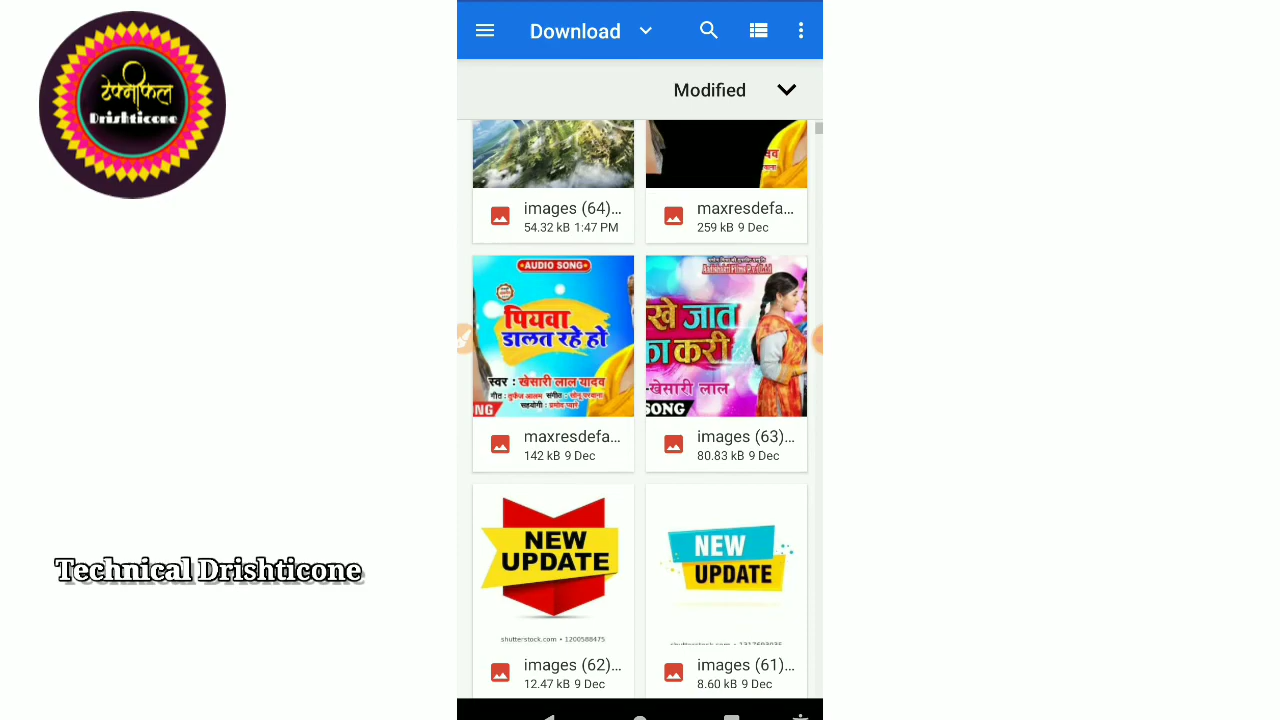 Drishticone
Technical Drishticone
Download
Modified
images (64)...
54.32 kB 1:47 PM
maxresdefa...
259 kB 9 Dec
AUDIO SONG
पियवा
डालत रहे हो
स्वर : खेसारी लाल यादव
maxresdefa...
142 kB 9 Dec
खे जात
का करी
-खेसारी लाल
SONG
images (63)...
80.83 kB 9 Dec
NEW
UPDATE
shutterstock.com • 1200588475
images (62)...
12.47 kB 9 Dec
NEW
UPDATE
images (61)...
8.60 kB 9 Dec